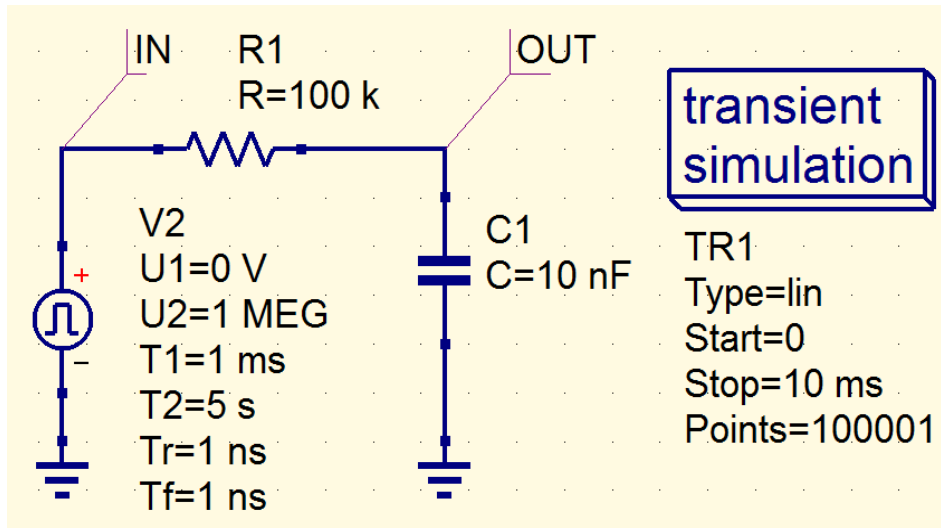 IN
R1
R=100 k
OUT
transient
simulation
V2
U1=0 V
U2=1 MEG
T1=1 ms
T2=5 s
Tr=1 ns
Tf=1 ns
+
−
C1
C=10 nF
TR1
Type=lin
Start=0
Stop=10 ms
Points=100001